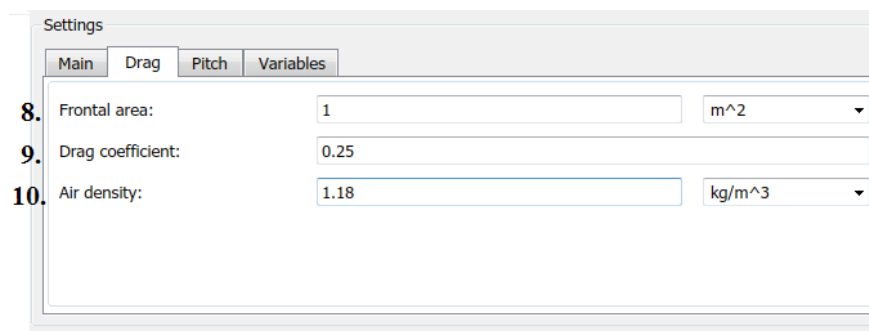 Settings
Main Drag Pitch Variables
8. Frontal area: 1 m^2
9. Drag coefficient: 0.25
10. Air density: 1.18 kg/m^3